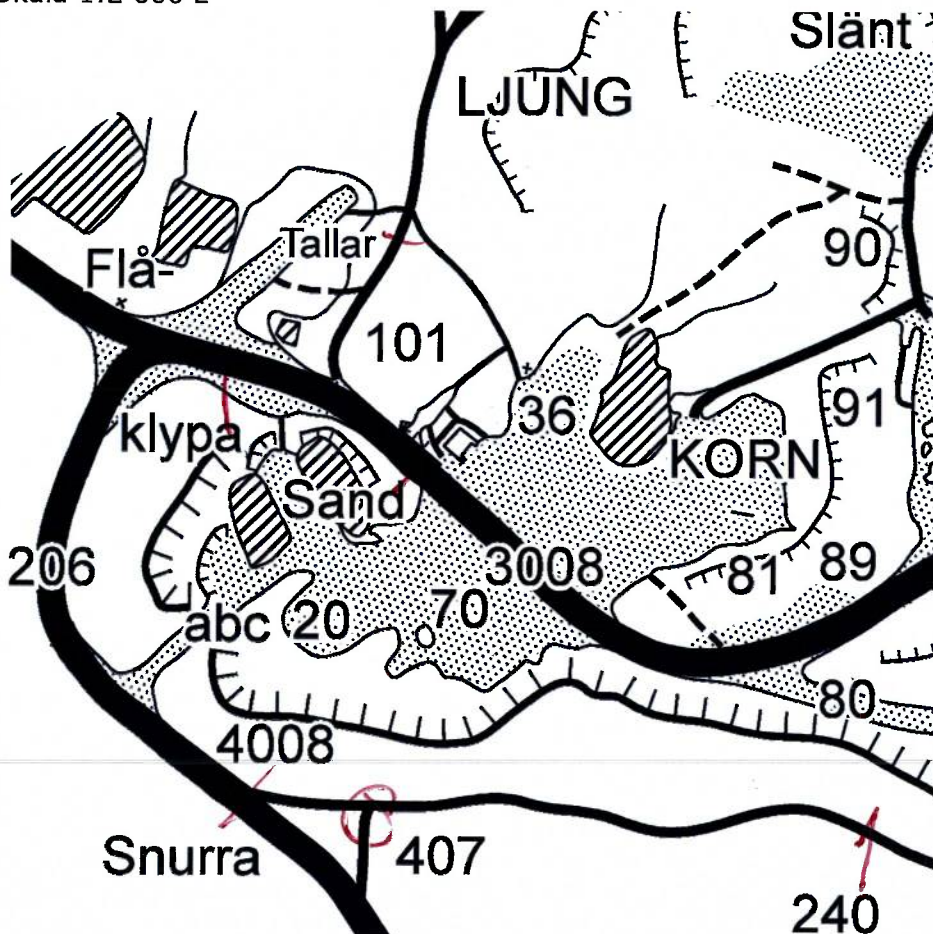 Slänt
LJUNG
Tallar
90
Flå-
101
36
91
klypa
KORN
Sand
206
3008
81
89
abc
20
70
80
4008
Snurra
407
240